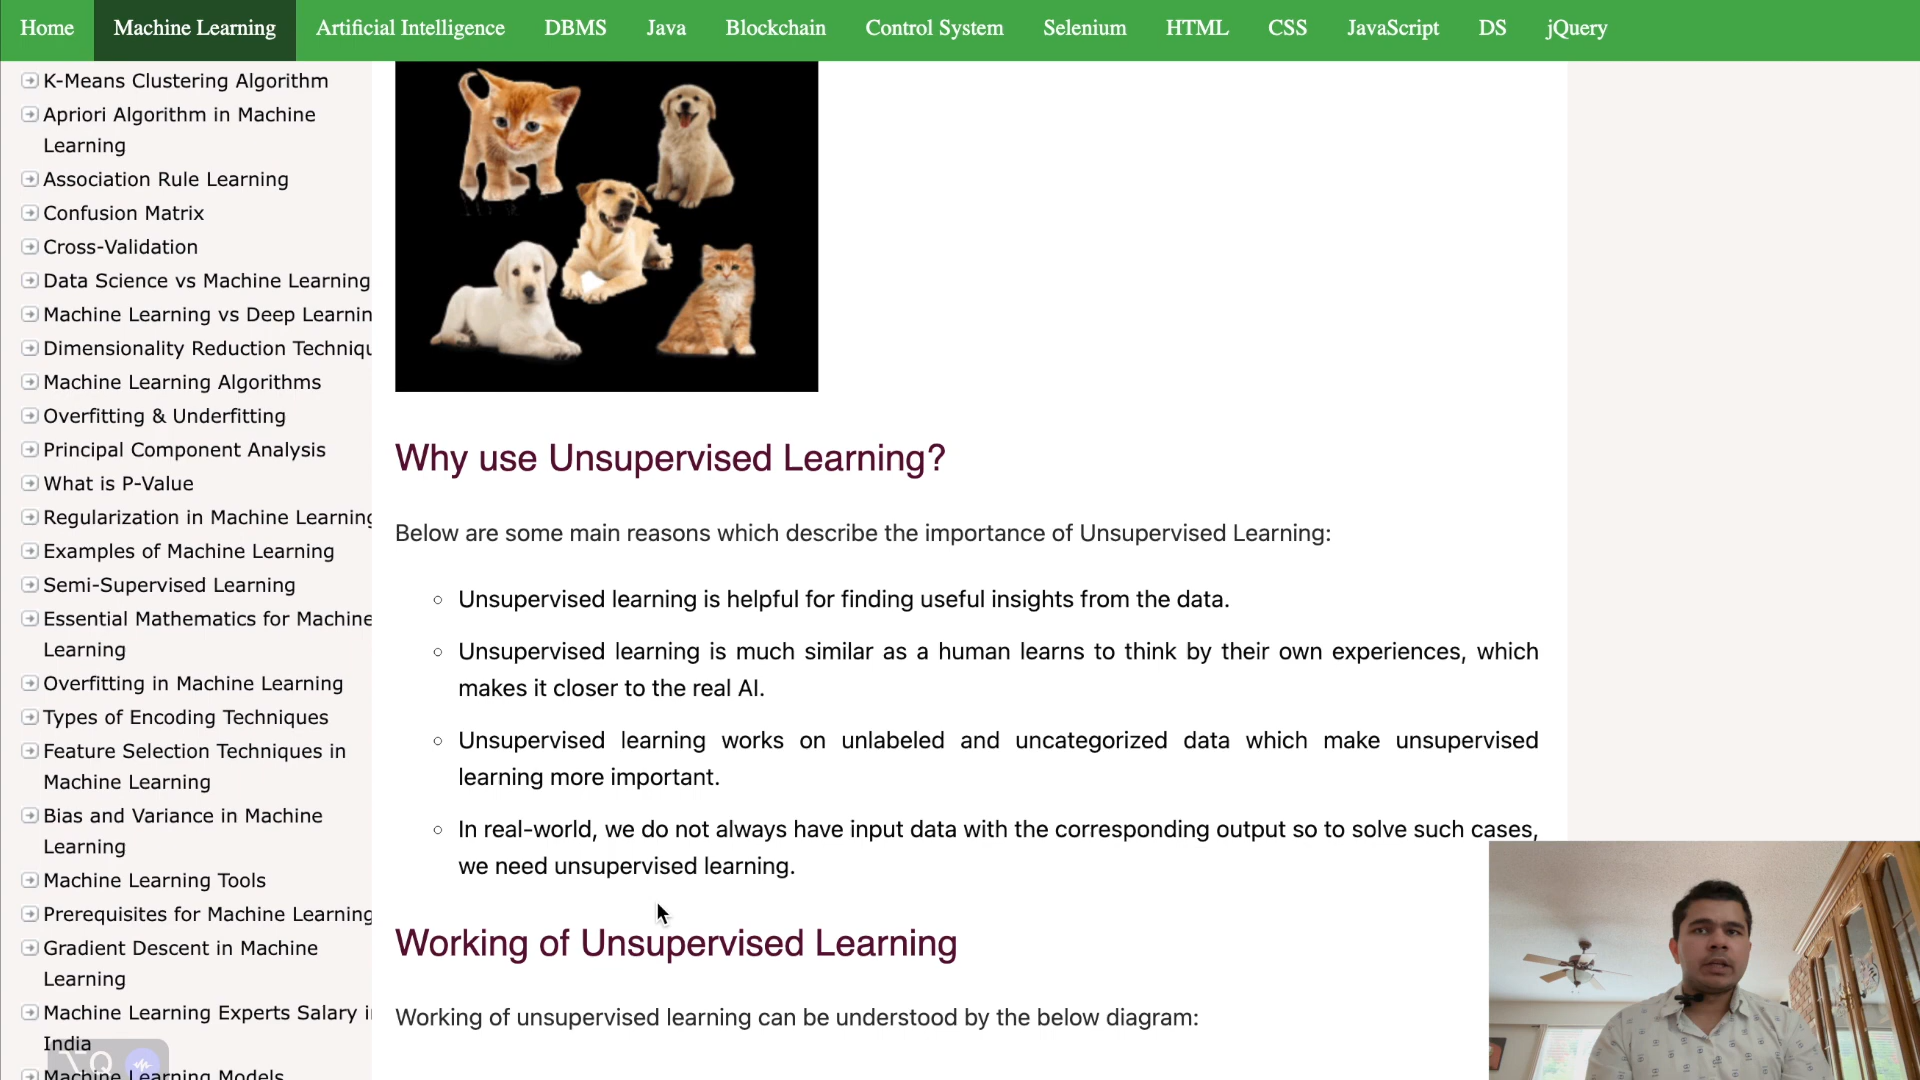 Home Machine Learning Artificial Intelligence DBMS Java Blockchain Control System Selenium HTML CSS JavaScript DS jQuery
K-Means Clustering Algorithm
Apriori Algorithm in Machine
Learning
Association Rule Learning
Confusion Matrix
Cross-Validation
Data Science vs Machine Learning
Machine Learning vs Deep Learnin
Dimensionality Reduction Techniqu
Machine Learning Algorithms
Overfitting & Underfitting
Principal Component Analysis
What is P-Value
Regularization in Machine Learning
Examples of Machine Learning
Semi-Supervised Learning
Essential Mathematics for Machine
Learning
Overfitting in Machine Learning
Types of Encoding Techniques
Feature Selection Techniques in
Machine Learning
Bias and Variance in Machine
Learning
Machine Learning Tools
Prerequisites for Machine Learning
Gradient Descent in Machine
Learning
Machine Learning Experts Salary in
India
Machine Learning Models
⌥Q
Why use Unsupervised Learning?
Below are some main reasons which describe the importance of Unsupervised Learning:
Unsupervised learning is helpful for finding useful insights from the data.
Unsupervised learning is much similar as a human learns to think by their own experiences, which
makes it closer to the real AI.
Unsupervised learning works on unlabeled and uncategorized data which make unsupervised
learning more important.
In real-world, we do not always have input data with the corresponding output so to solve such cases,
we need unsupervised learning.
Working of Unsupervised Learning
Working of unsupervised learning can be understood by the below diagram: